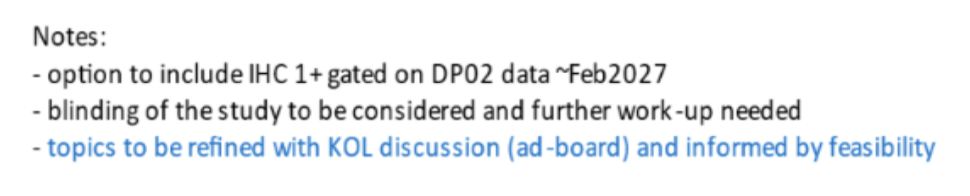 Notes:
- option to include IHC 1+ gated on DP02 data ~Feb2027
- blinding of the study to be considered and further work-up needed
- topics to be refined with KOL discussion (ad-board) and informed by feasibility